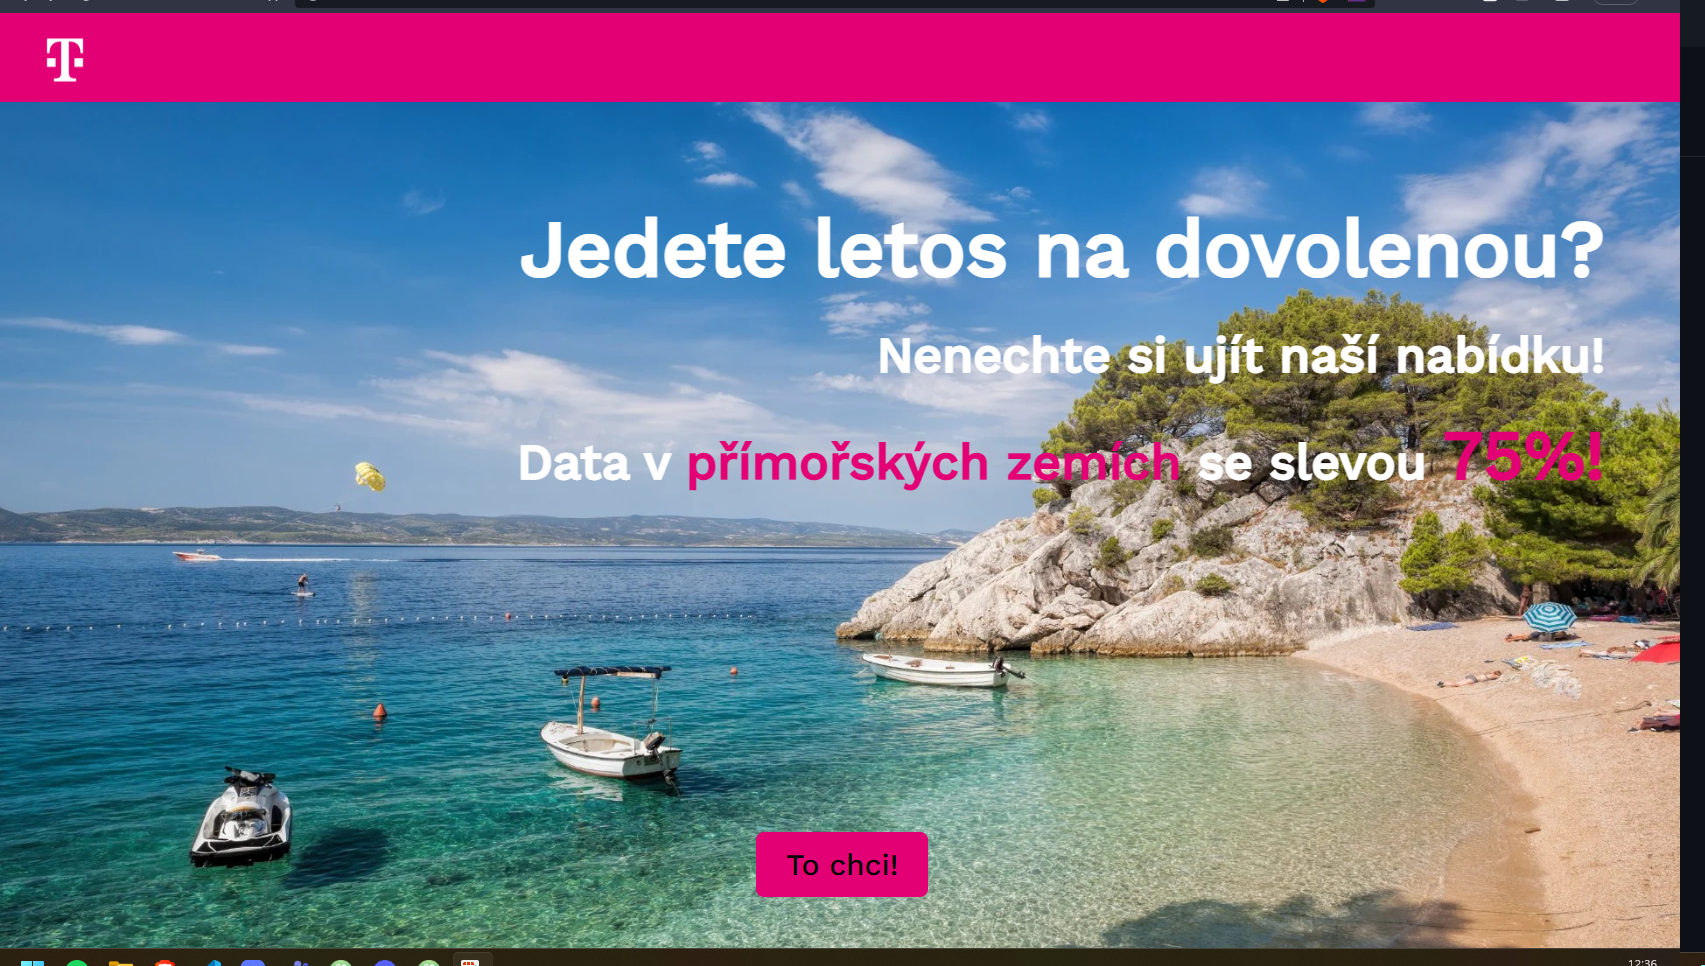 T
Jedete letos na dovolenou?
Nenechte si ujít naší nabídku!
Data v přímořských zemích se slevou 75%!
To chci!
12:36